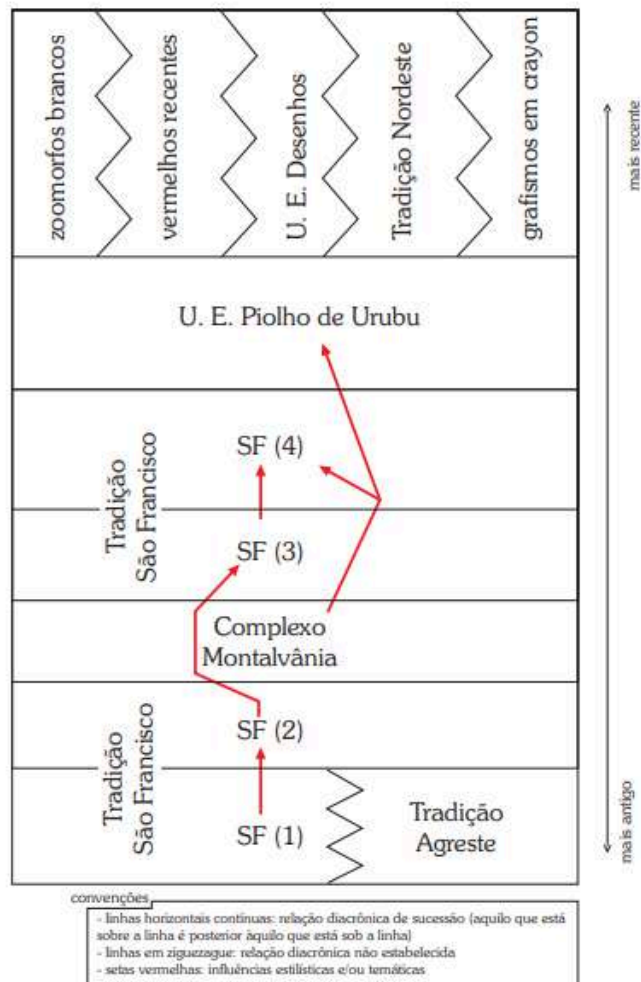 zoomorfos brancos
vermelhos recentes
U. E. Desenhos
Tradição Nordeste
grafismos em crayon
mais recente
U. E. Piolho de Urubu
Tradição
São Francisco
SF (4)
SF (3)
Complexo
Montalvânia
Tradição
São Francisco
SF (2)
SF (1)
Tradição
Agreste
mais antigo
convenções
- linhas horizontais contínuas: relação diacrônica de sucessão (aquilo que está
sobre a linha é posterior àquilo que está sob a linha)
- linhas em ziguezague: relação diacrônica não estabelecida
- setas vermelhas: influências estilísticas e/ou temáticas